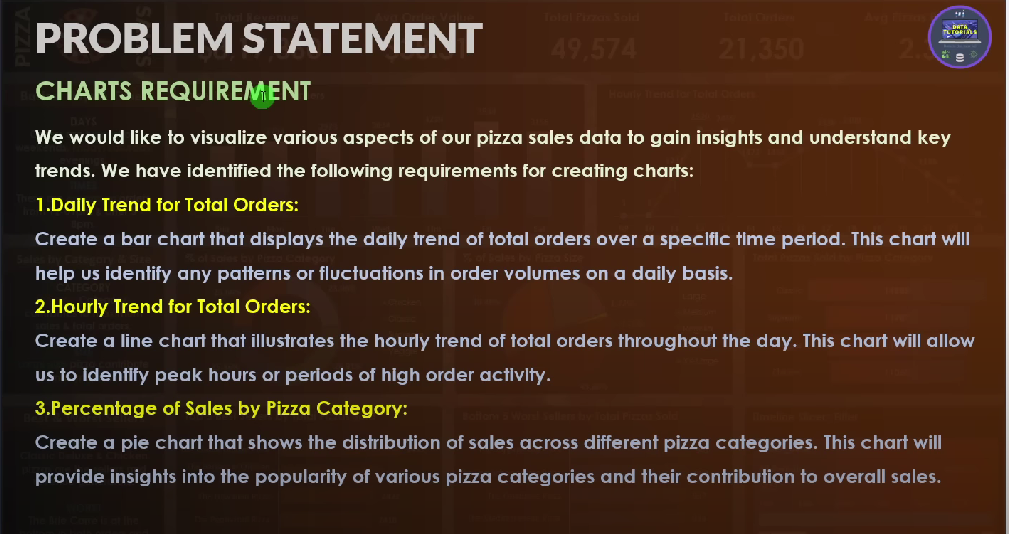 PROBLEM STATEMENT
CHARTS REQUIREMENT
We would like to visualize various aspects of our pizza sales data to gain insights and understand key
trends. We have identified the following requirements for creating charts:
1.Daily Trend for Total Orders:
Create a bar chart that displays the daily trend of total orders over a specific time period. This chart will
help us identify any patterns or fluctuations in order volumes on a daily basis.
2.Hourly Trend for Total Orders:
Create a line chart that illustrates the hourly trend of total orders throughout the day. This chart will allow
us to identify peak hours or periods of high order activity.
3.Percentage of Sales by Pizza Category:
Create a pie chart that shows the distribution of sales across different pizza categories. This chart will
provide insights into the popularity of various pizza categories and their contribution to overall sales.
DATA
TUTORIALS
49,574
21,350